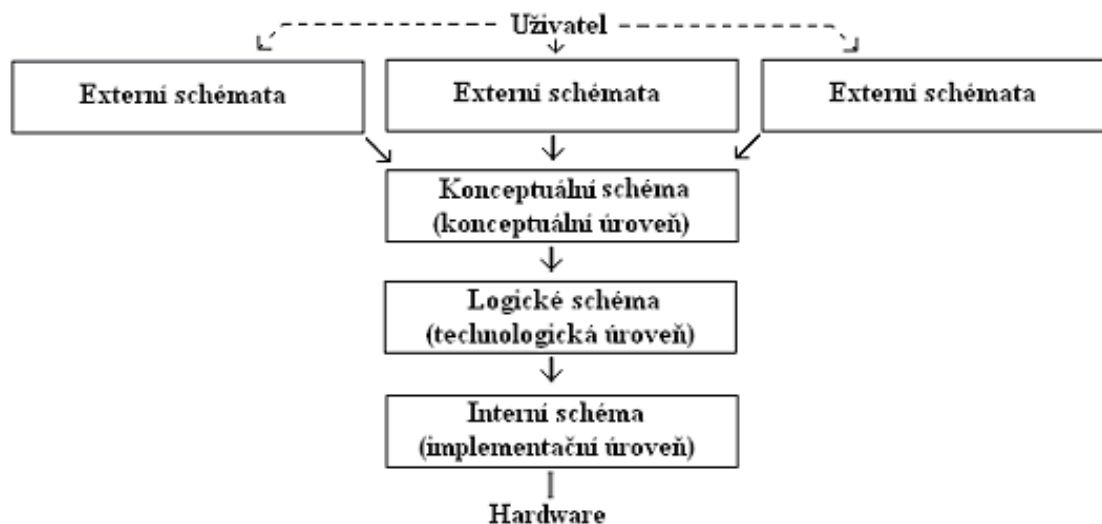 Uživatel
Externí schémata
Externí schémata
Externí schémata
Konceptuální schéma
(konceptuální úroveň)
Logické schéma
(technologická úroveň)
Interní schéma
(implementační úroveň)
Hardware